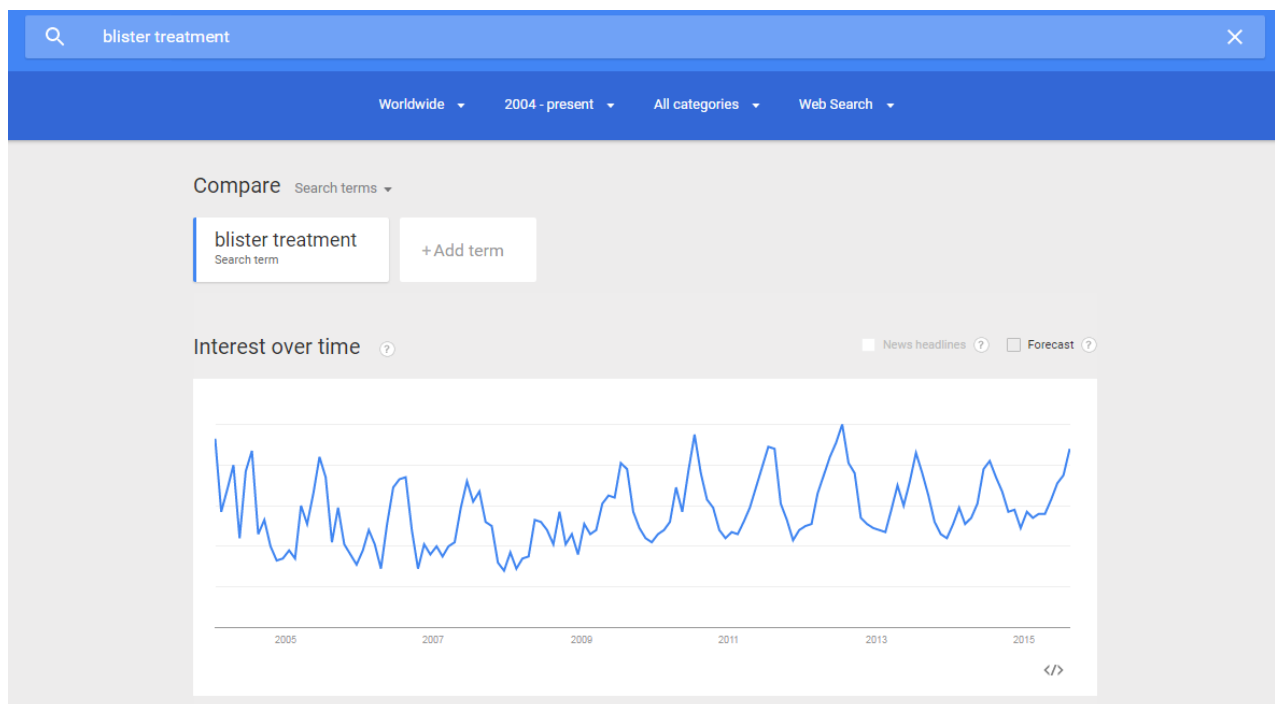 blister treatment
Worldwide 2004 - present All categories Web Search
Compare Search terms
blister treatment
Search term
+Add term
Interest over time ? News headlines ? Forecast ?
2005 2007 2009 2011 2013 2015
</>